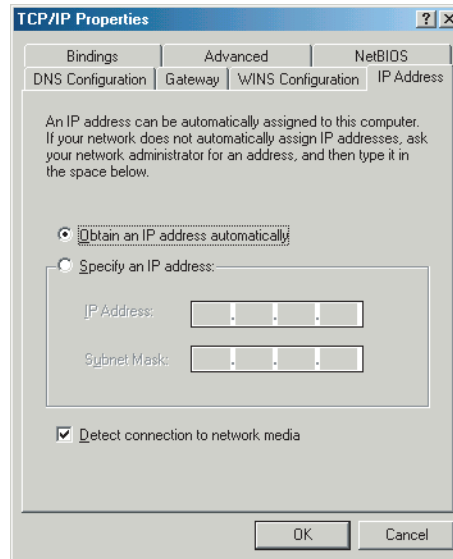 TCP/IP Properties
Bindings Advanced NetBIOS
DNS Configuration Gateway WINS Configuration IP Address
An IP address can be automatically assigned to this computer.
If your network does not automatically assign IP addresses, ask
your network administrator for an address, and then type it in
the space below.
Obtain an IP address automatically
Specify an IP address:
IP Address:
Subnet Mask:
Detect connection to network media
OK Cancel